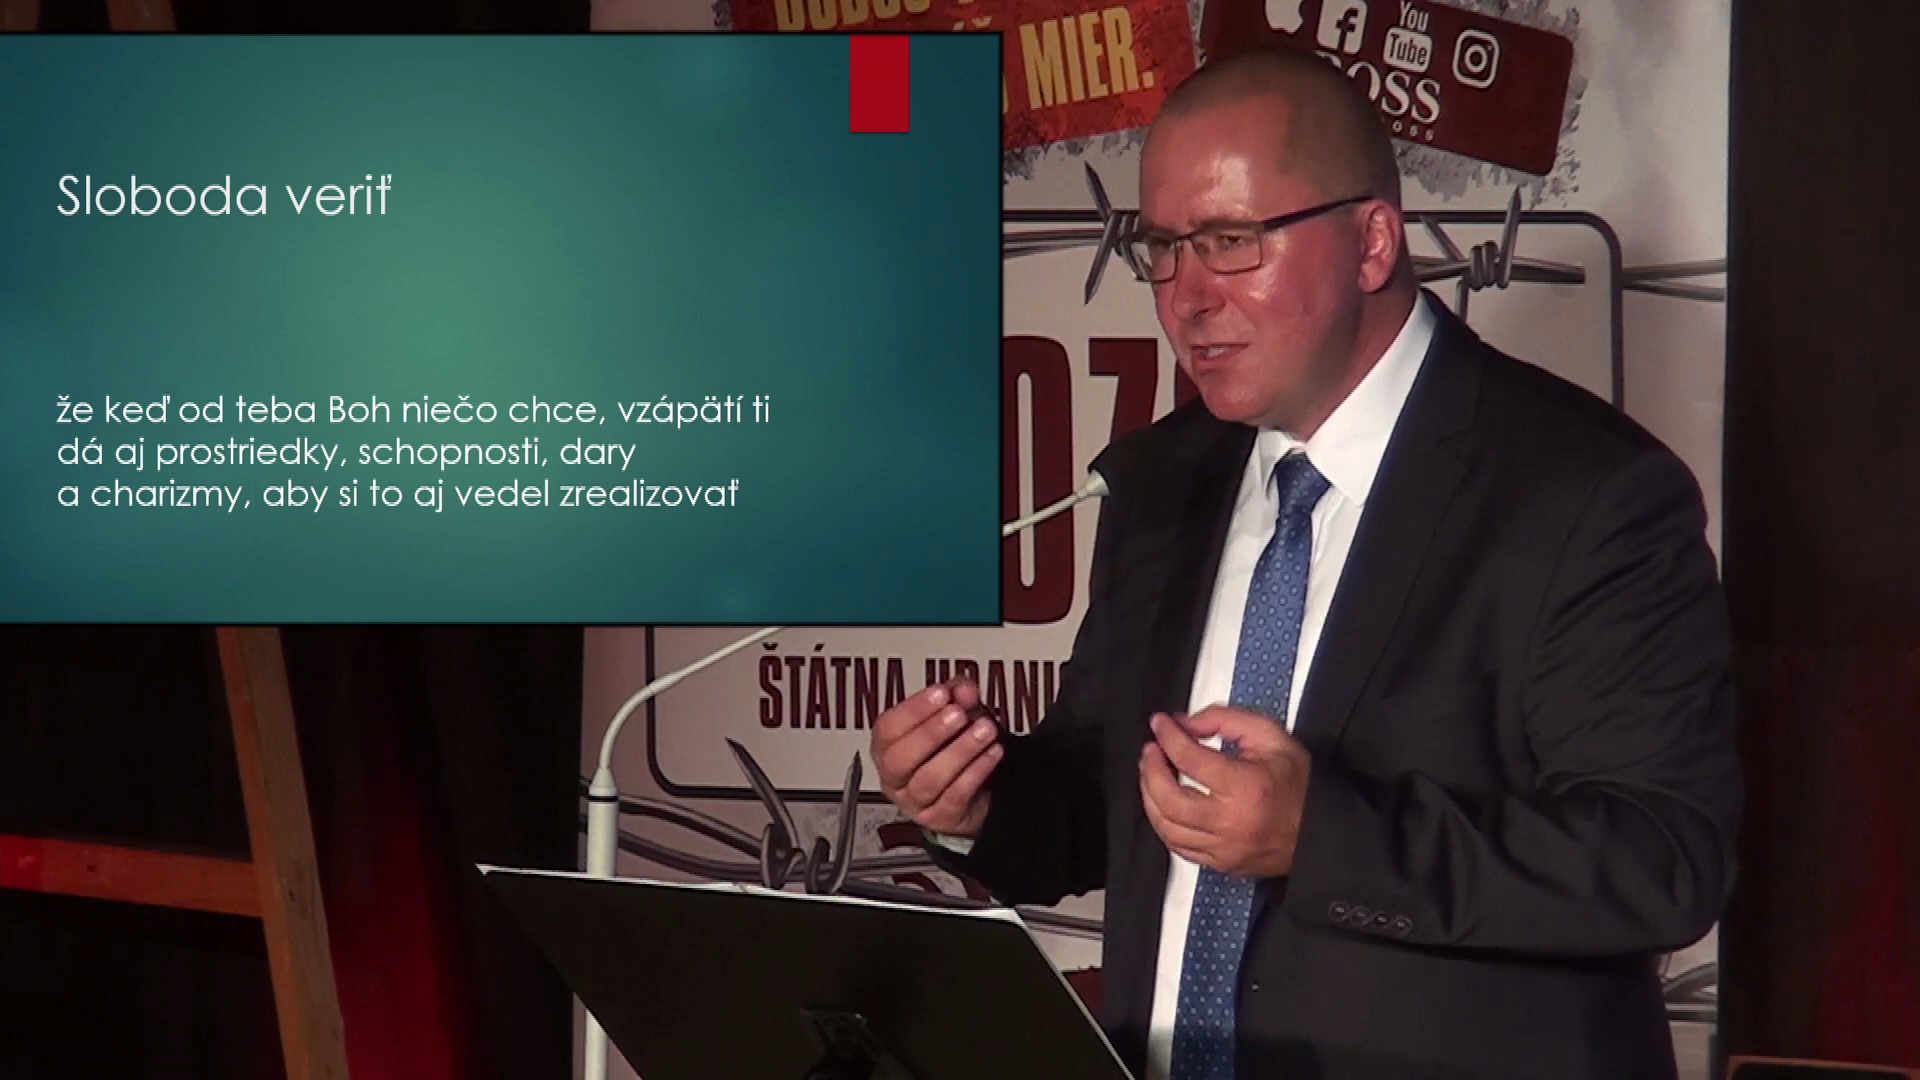 MIER.
You
Tube
Sloboda veriť
že keď od teba Boh niečo chce, vzápätí ti
dá aj prostriedky, schopnosti, dary
a charizmy, aby si to aj vedel zrealizovať
ŠTÁTNA